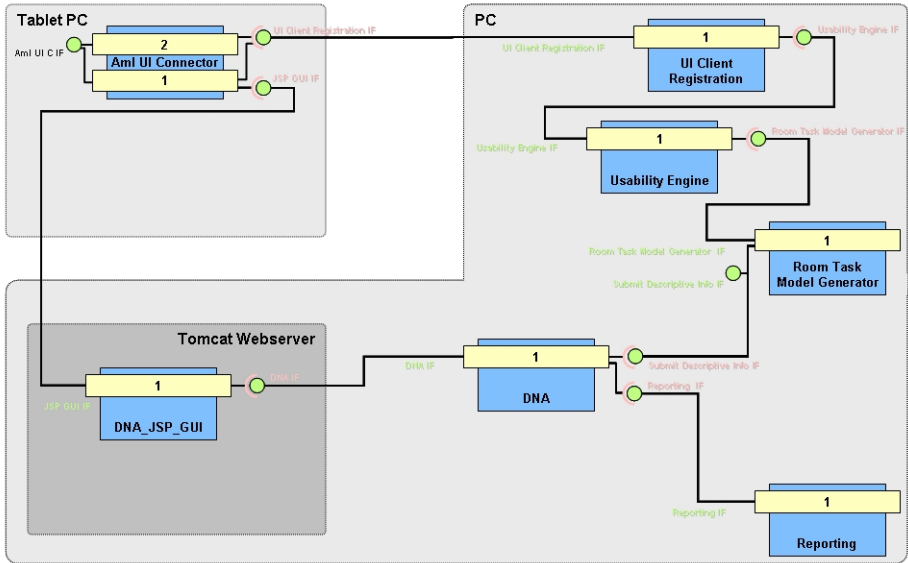 Tablet PC
PC
AmI UI C IF
2
AmI UI Connector
1
UI Client Registration IF
JSP GUI IF
UI Client Registration IF
1
UI Client
Registration
Usability Engine IF
Usability Engine IF
1
Usability Engine
Room Task Model Generator IF
Room Task Model Generator IF
Submit Descriptive Info IF
1
Room Task
Model Generator
Tomcat Webserver
JSP GUI IF
1
DNA_JSP_GUI
DNA IF
DNA IF
1
DNA
Submit Descriptive Info IF
Reporting IF
Reporting IF
1
Reporting